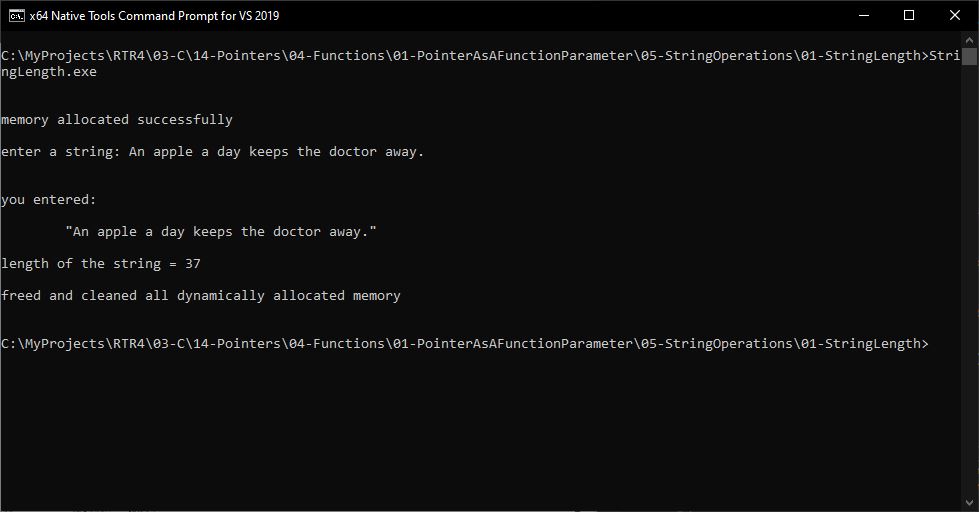 x64 Native Tools Command Prompt for VS 2019
C:\MyProjects\RTR4\03-C\14-Pointers\04-Functions\01-PointerAsAFunctionParameter\05-StringOperations\01-StringLength>Stri
ngLength.exe
memory allocated successfully
enter a string: An apple a day keeps the doctor away.
you entered:
"An apple a day keeps the doctor away."
length of the string = 37
freed and cleaned all dynamically allocated memory
C:\MyProjects\RTR4\03-C\14-Pointers\04-Functions\01-PointerAsAFunctionParameter\05-StringOperations\01-StringLength>